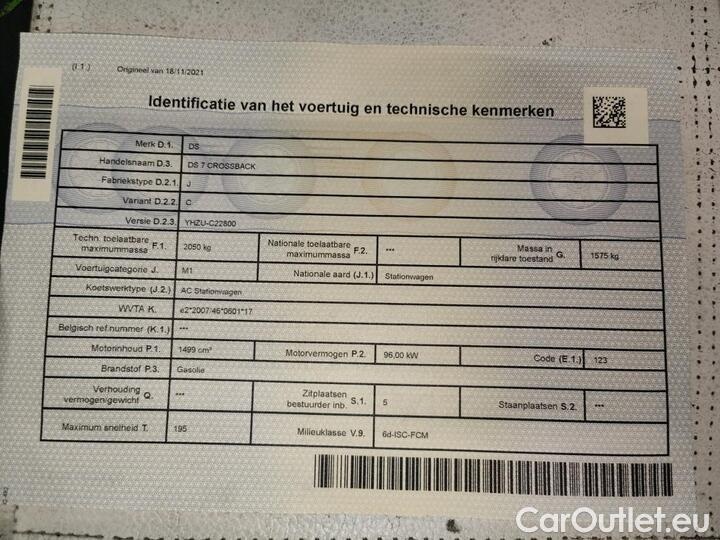 (I.1.) Origineel van 18/11/2021
Identificatie van het voertuig en technische kenmerken
Merk D.1. DS
Handelsnaam D.3. DS 7 CROSSBACK
Fabriekstype D.2.1. J
Variant D.2.2. C
Versie D.2.3. YHZU-C22800
Techn. toelaatbare maximummassa F.1. 2050 kg Nationale toelaatbare maximummassa F.2. *** Massa in rijklare toestand G. 1575 kg
Voertuigcategorie J. M1 Nationale aard (J.1.) Stationwagen
Koetswerktype (J.2.) AC Stationwagen
WVTA K. e2*2007/46*0601*17
Belgisch ref.nummer (K.1.) ***
Motorinhoud P.1. 1499 cm³ Motorvermogen P.2. 96,00 kW Code (E.1.) 123
Brandstof P.3. Gasolie
Verhouding vermogen/gewicht Q. *** Zitplaatsen bestuurder inb. S.1. 5 Staanplaatsen S.2. ***
Maximum snelheid T. 195 Milieuklasse V.9. 6d-ISC-FCM
CarOutlet.eu